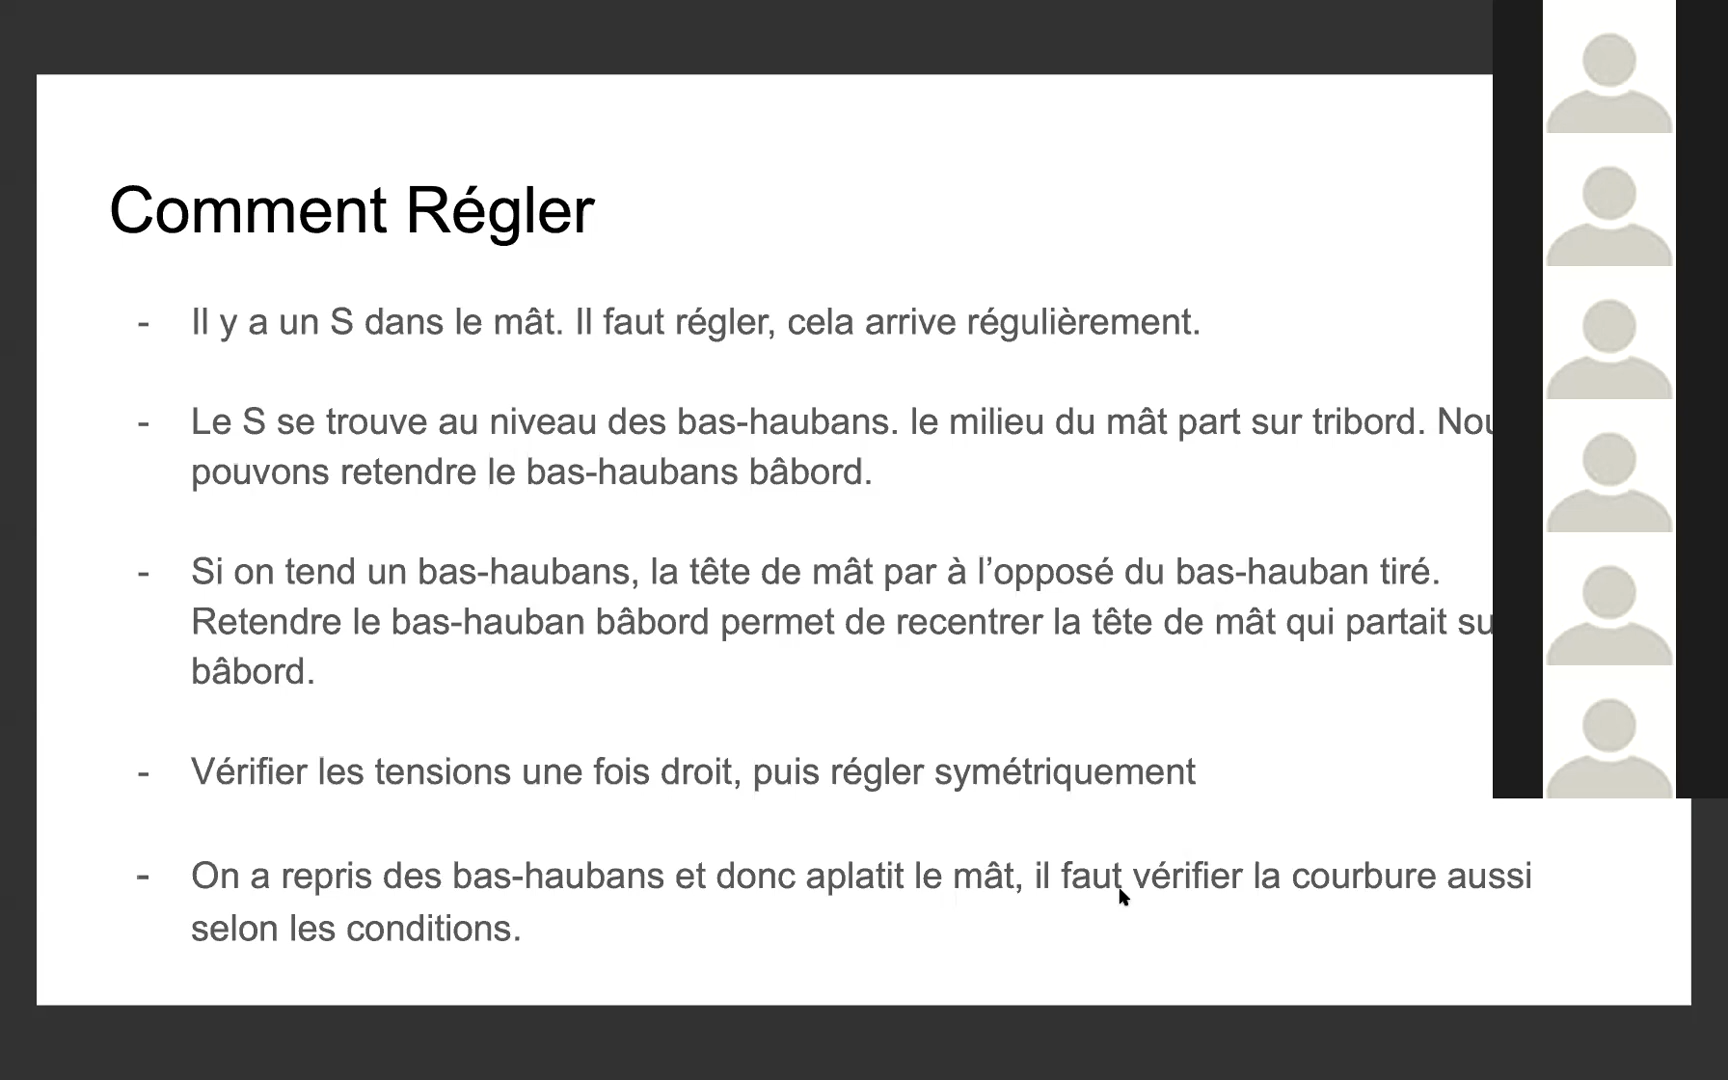 Comment Régler
- Il y a un S dans le mât. Il faut régler, cela arrive régulièrement.
- Le S se trouve au niveau des bas-haubans. le milieu du mât part sur tribord.
pouvons retendre le bas-haubans bâbord.
- Si on tend un bas-haubans, la tête de mât par à l’opposé du bas-hauban tiré.
Retendre le bas-hauban bâbord permet de recentrer la tête de mât qui partait
bâbord.
- Vérifier les tensions une fois droit, puis régler symétriquement
- On a repris des bas-haubans et donc aplatit le mât, il faut vérifier la courbure aussi
selon les conditions.